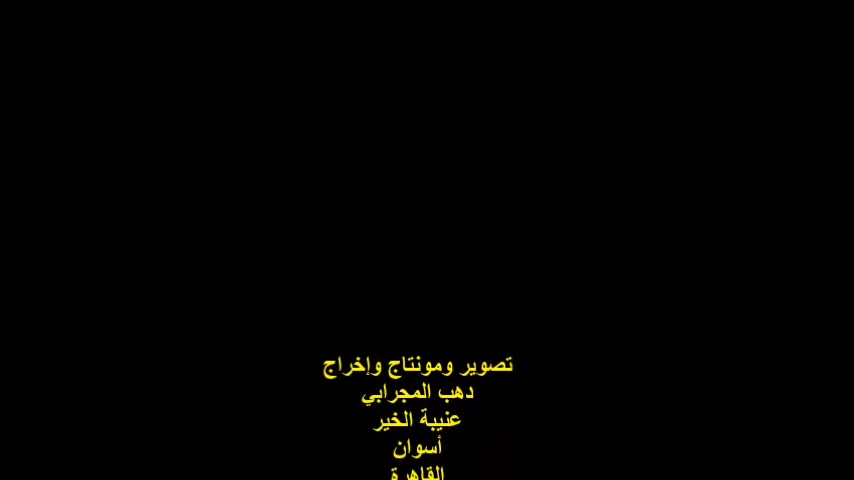 تصوير ومونتاج وإخراج
دهب المجرابي
عنيبة الخير
أسوان
القاهرة